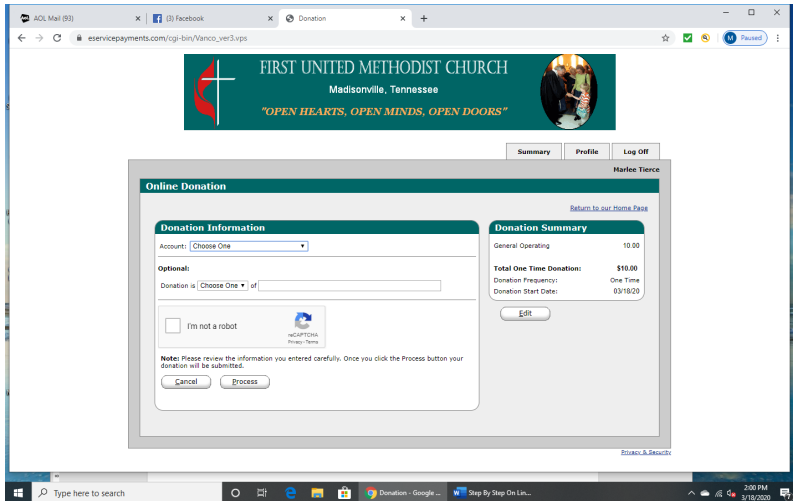 AOL Mail (93)
(3) Facebook
Donation
eservicepayments.com/cgi-bin/Vanco_ver3.vps
M Paused
FIRST UNITED METHODIST CHURCH
Madisonville, Tennessee
"OPEN HEARTS, OPEN MINDS, OPEN DOORS"
Summary Profile Log Off
Marlee Tierce
Online Donation
Return to our Home Page
Donation Information
Account: Choose One
Optional:
Donation is Choose One of
I'm not a robot
reCAPTCHA
Privacy - Terms
Note: Please review the information you entered carefully. Once you click the Process button your
donation will be submitted.
Cancel Process
Donation Summary
General Operating 10.00
Total One Time Donation: $10.00
Donation Frequency: One Time
Donation Start Date: 03/18/20
Edit
Privacy & Security
Type here to search
Donation - Google ...
Step By Step On Lin...
2:00 PM
3/18/2020